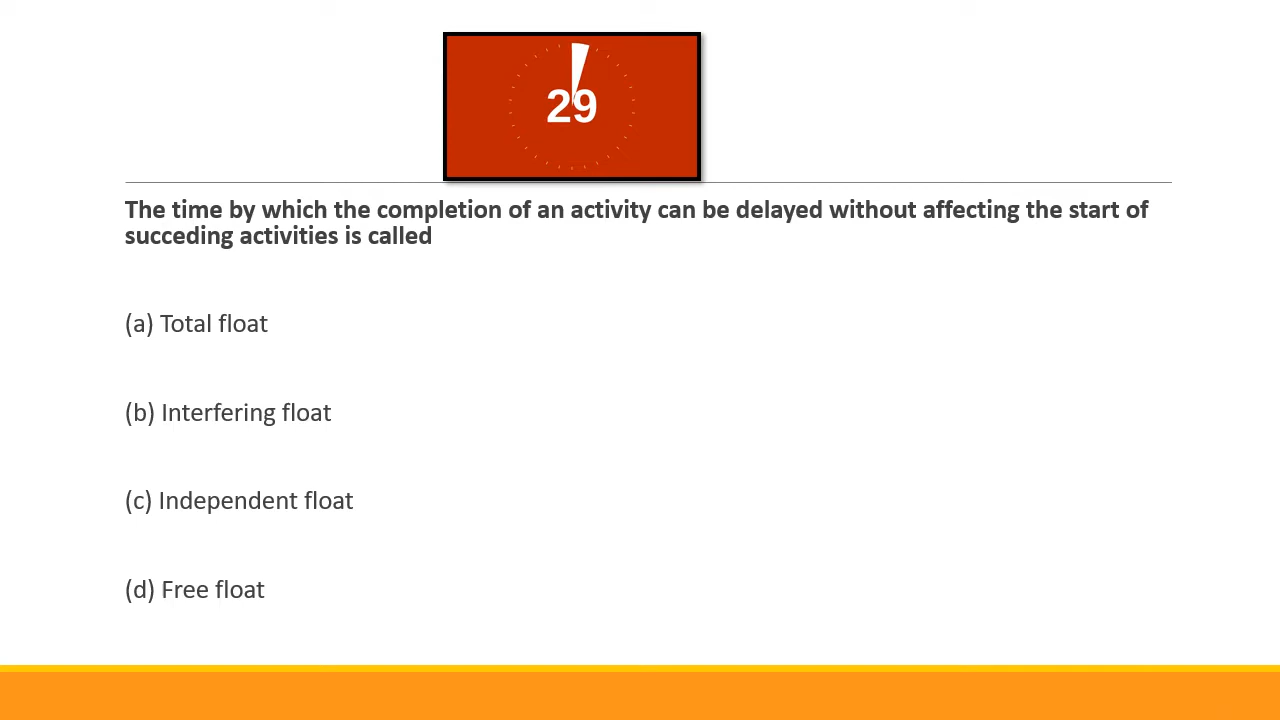 29
The time by which the completion of an activity can be delayed without affecting the start of
succeding activities is called
(a) Total float
(b) Interfering float
(c) Independent float
(d) Free float